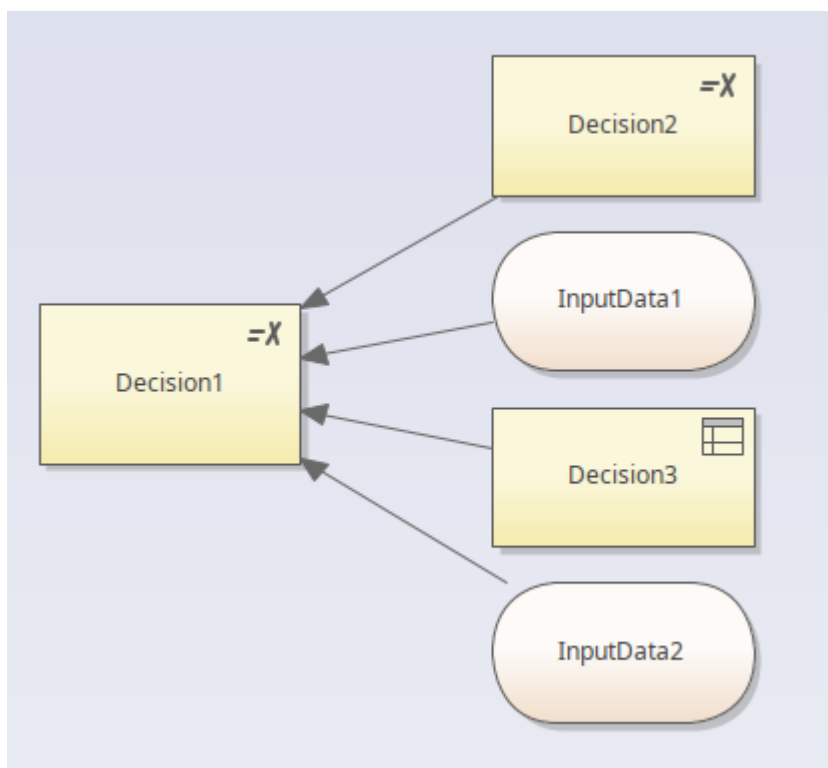 =X
Decision2
InputData1
=X
Decision1
Decision3
InputData2